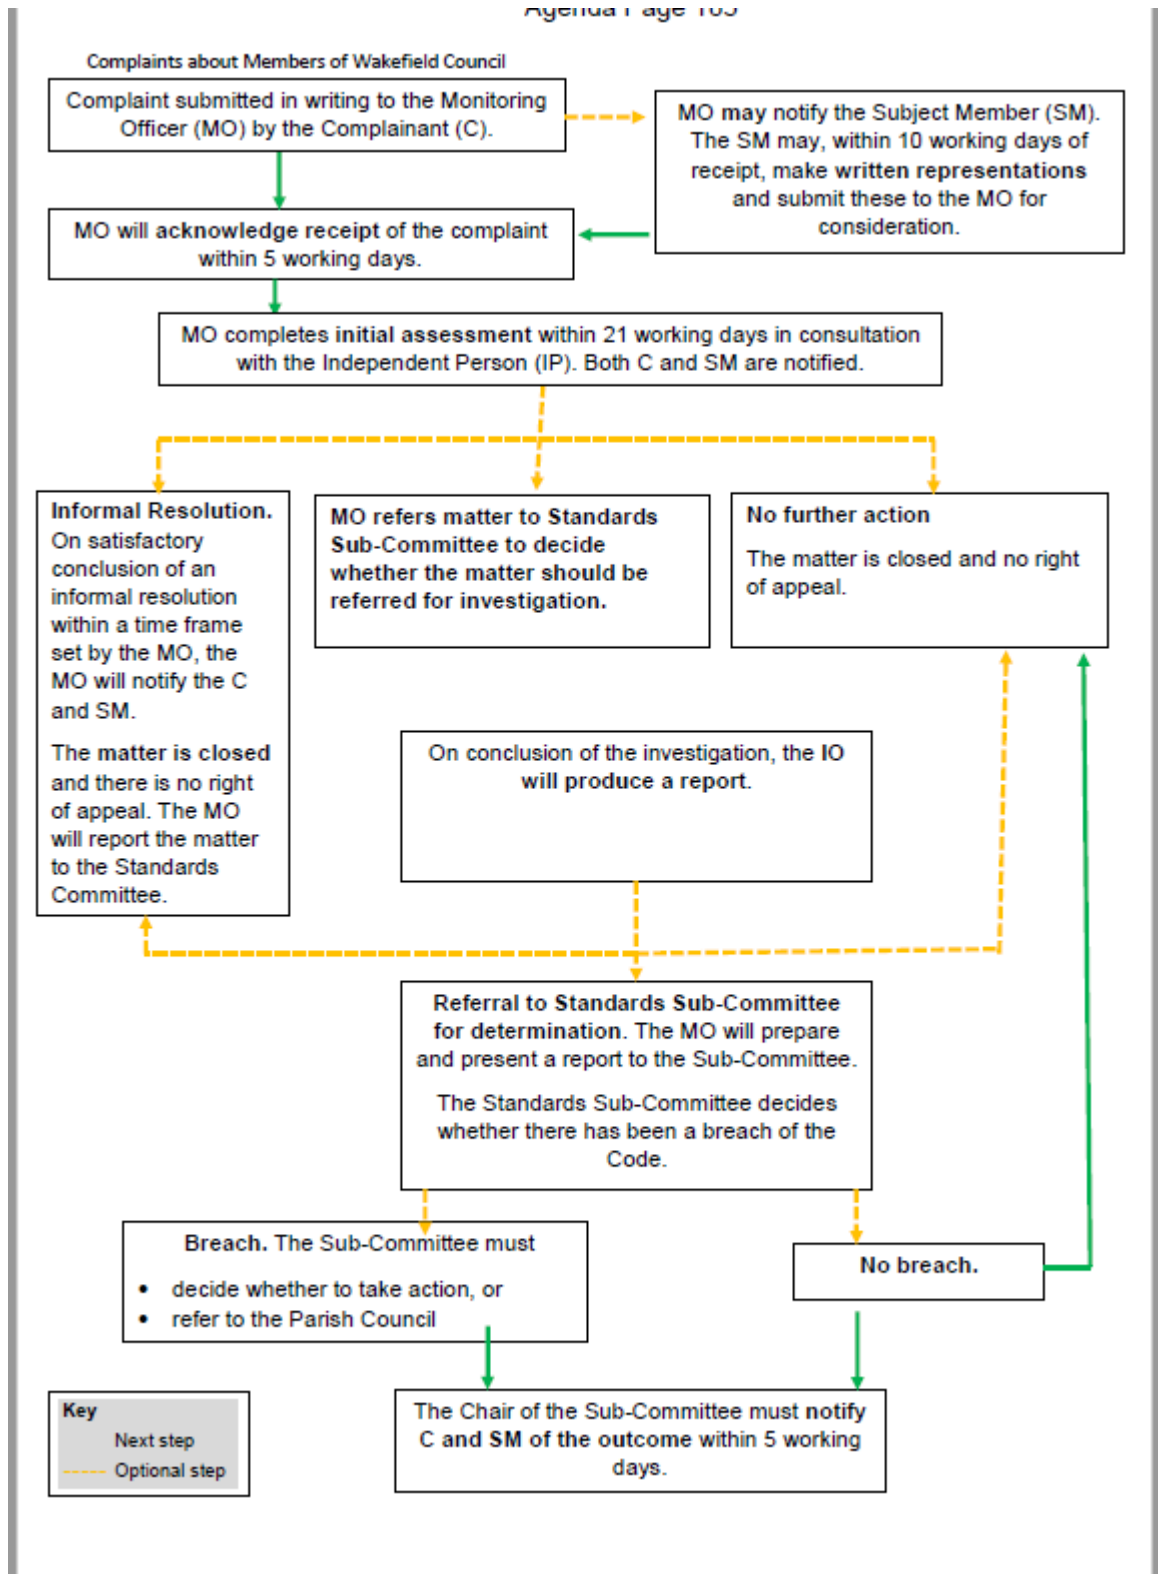 Agenda Page 165
Complaints about Members of Wakefield Council
Complaint submitted in writing to the Monitoring
Officer (MO) by the Complainant (C).
MO may notify the Subject Member (SM).
The SM may, within 10 working days of
receipt, make written representations
and submit these to the MO for
consideration.
MO will acknowledge receipt of the complaint
within 5 working days.
MO completes initial assessment within 21 working days in consultation
with the Independent Person (IP). Both C and SM are notified.
Informal Resolution.
On satisfactory
conclusion of an
informal resolution
within a time frame
set by the MO, the
MO will notify the C
and SM.
The matter is closed
and there is no right
of appeal. The MO
will report the matter
to the Standards
Committee.
MO refers matter to Standards
Sub-Committee to decide
whether the matter should be
referred for investigation.
No further action
The matter is closed and no right
of appeal.
On conclusion of the investigation, the IO
will produce a report.
Referral to Standards Sub-Committee
for determination. The MO will prepare
and present a report to the Sub-Committee.
The Standards Sub-Committee decides
whether there has been a breach of the
Code.
Breach. The Sub-Committee must
• decide whether to take action, or
• refer to the Parish Council
No breach.
The Chair of the Sub-Committee must notify
C and SM of the outcome within 5 working
days.
Key
Next step
Optional step